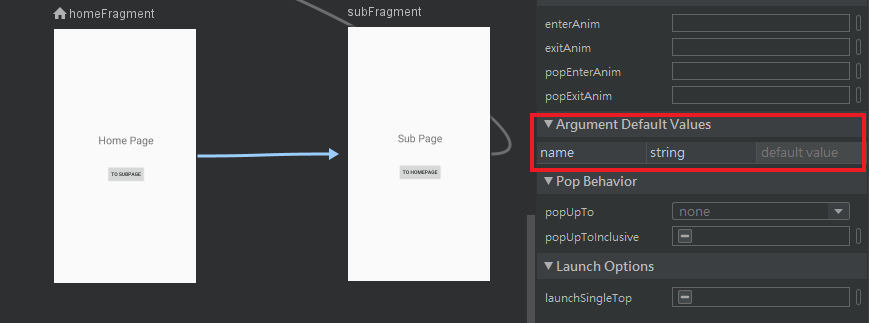 homeFragment
Home Page
TO SUBPAGE
subFragment
Sub Page
TO HOMEPAGE
enterAnim
exitAnim
popEnterAnim
popExitAnim
Argument Default Values
name string default value
Pop Behavior
popUpTo none
popUpToInclusive
Launch Options
launchSingleTop